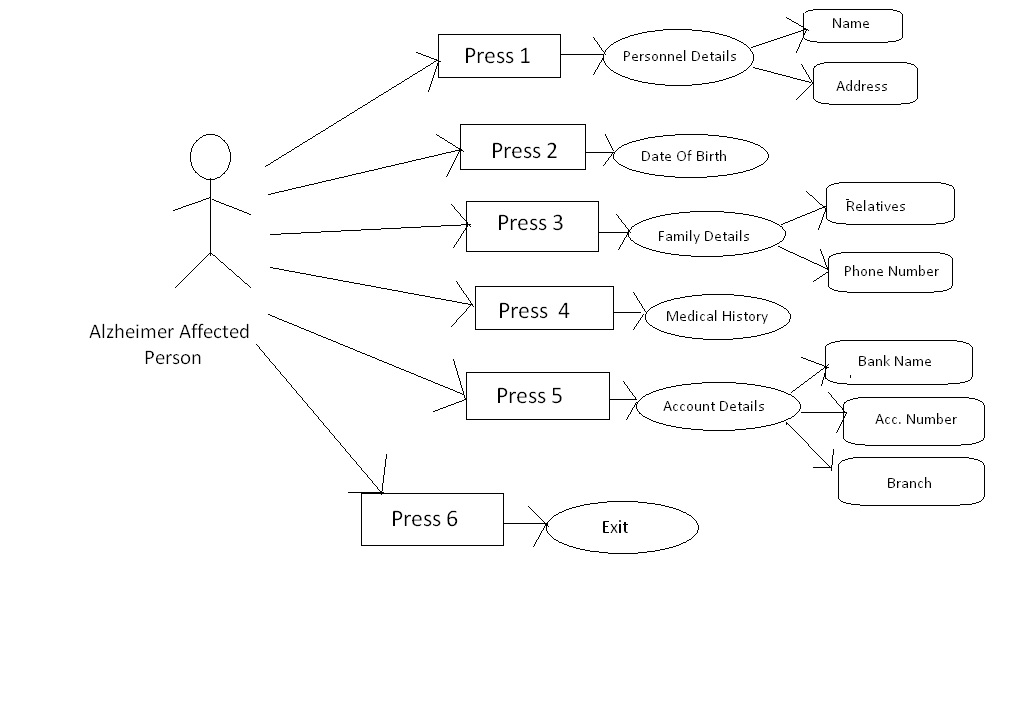 Press 1
Personnel Details
Name
Address
Press 2
Date Of Birth
Press 3
Family Details
Relatives
Phone Number
Alzheimer Affected
Person
Press 4
Medical History
Press 5
Account Details
Bank Name
Acc. Number
Branch
Press 6
Exit